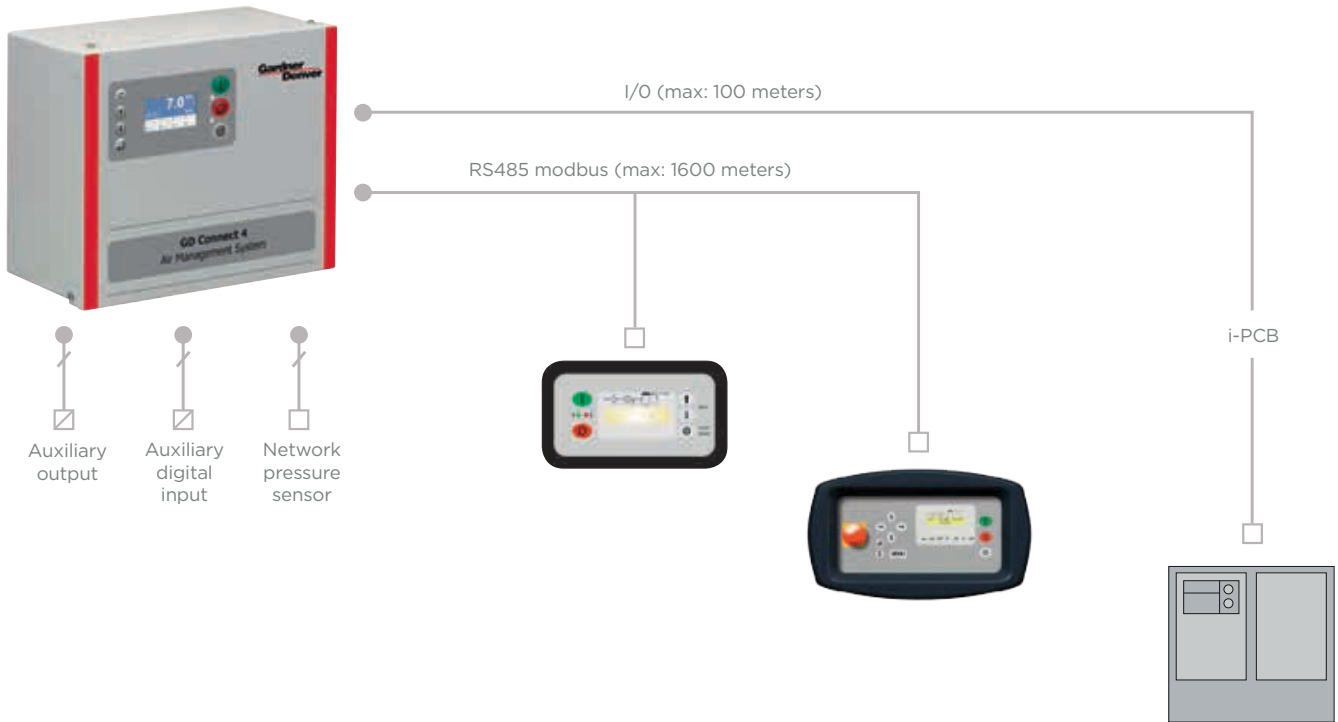 Gardner
Denver
7.0
GD Connect 4
Air Management System
I/0 (max: 100 meters)
RS485 modbus (max: 1600 meters)
i-PCB
Auxiliary
output
Auxiliary
digital
input
Network
pressure
sensor
MENU